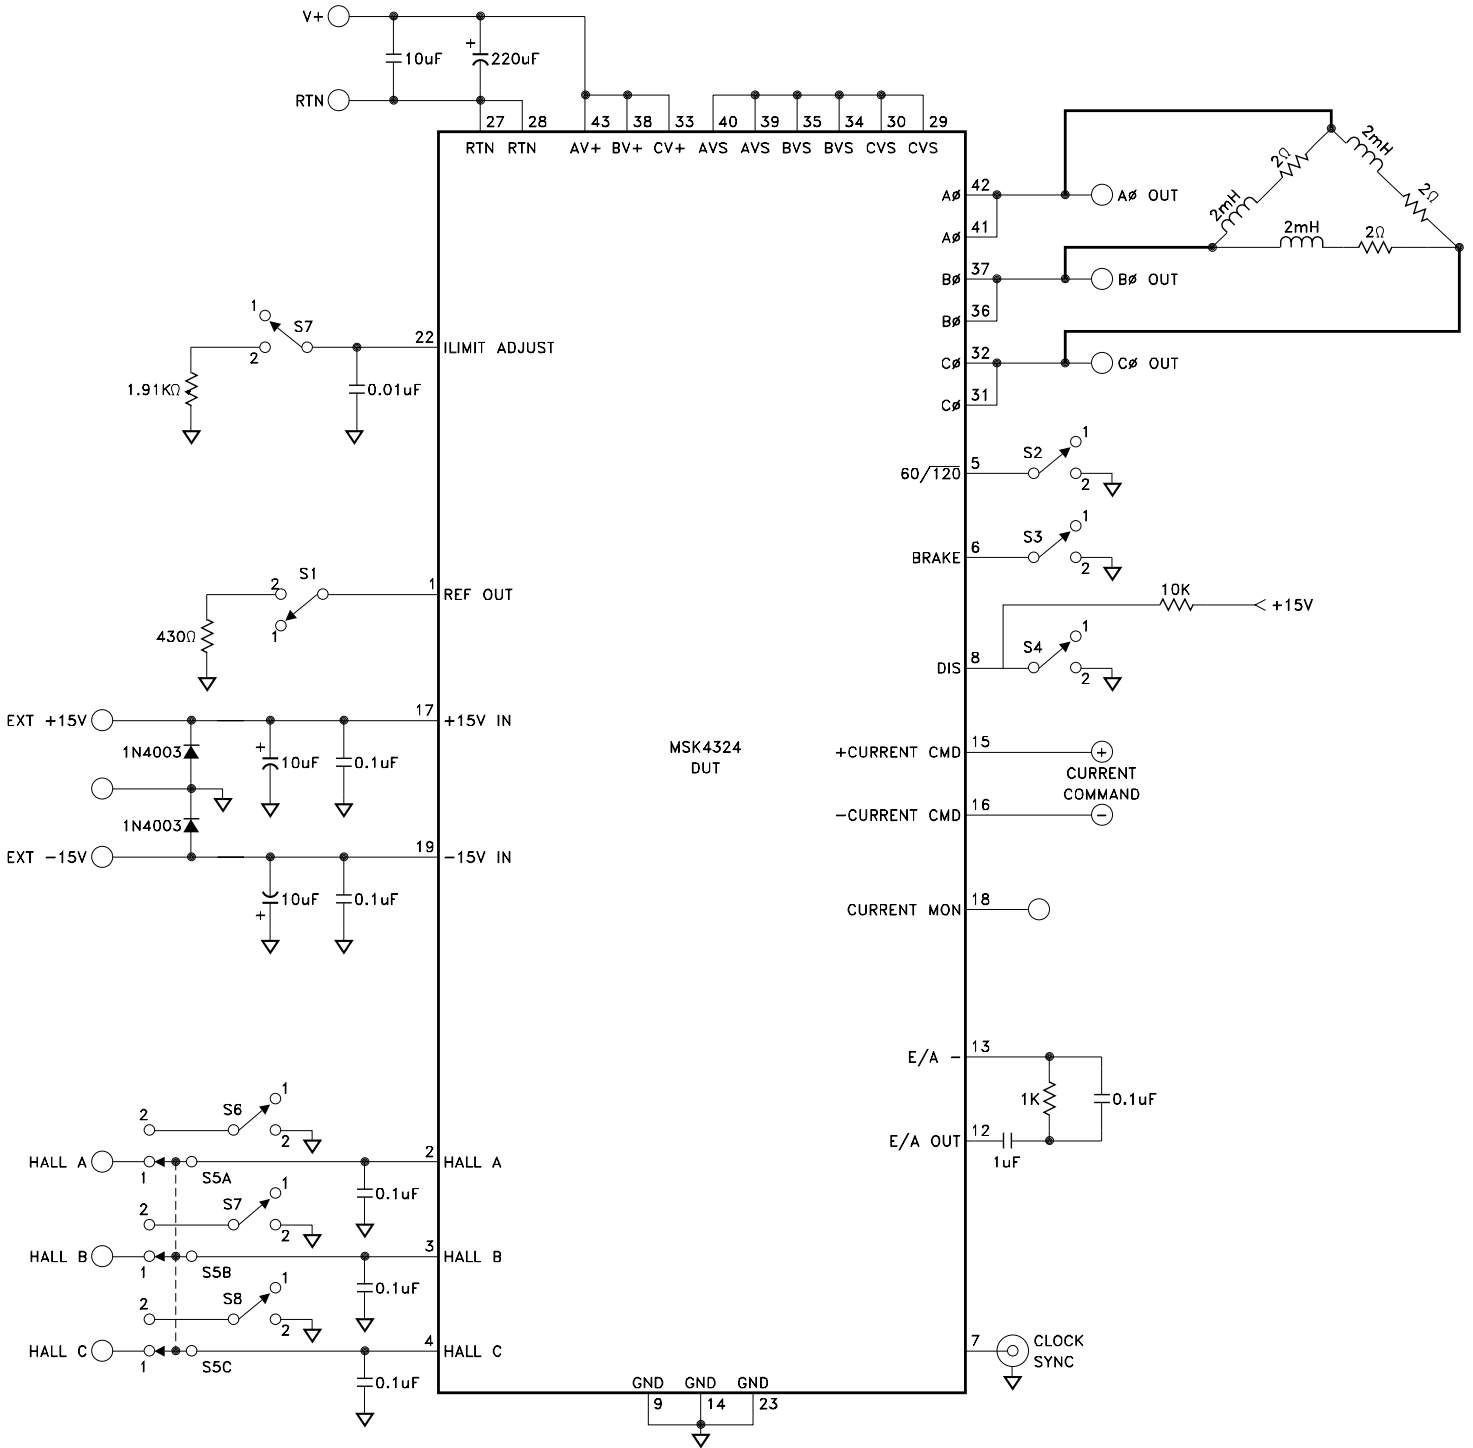 V+
10uF
+
220uF
RTN
27
28
43
38
33
40
39
35
34
30
29
RTN
RTN
AV+
BV+
CV+
AVS
AVS
BVS
BVS
CVS
CVS
AØ
42
AØ OUT
AØ
41
BØ
37
BØ OUT
BØ
36
CØ
32
CØ OUT
CØ
31
2Ω
2mH
2mH
2Ω
2mH
2Ω
1
S7
2
22
ILIMIT ADJUST
1.91KΩ
0.01uF
60/120
5
S2
1
2
BRAKE
6
S3
1
2
S1
2
1
1
REF OUT
430Ω
10K
+15V
DIS
8
S4
1
2
EXT +15V
17
+15V IN
1N4003
+
10uF
0.1uF
1N4003
EXT -15V
19
-15V IN
10uF
+
0.1uF
MSK4324
DUT
+CURRENT CMD
15
+
CURRENT
COMMAND
-CURRENT CMD
16
-
CURRENT MON
18
E/A -
13
1K
0.1uF
E/A OUT
12
1uF
2
S6
1
2
HALL A
1
S5A
2
HALL A
0.1uF
2
S7
1
2
HALL B
1
S5B
3
HALL B
0.1uF
2
S8
1
2
HALL C
1
S5C
4
HALL C
0.1uF
7
CLOCK
SYNC
GND
GND
GND
9
14
23